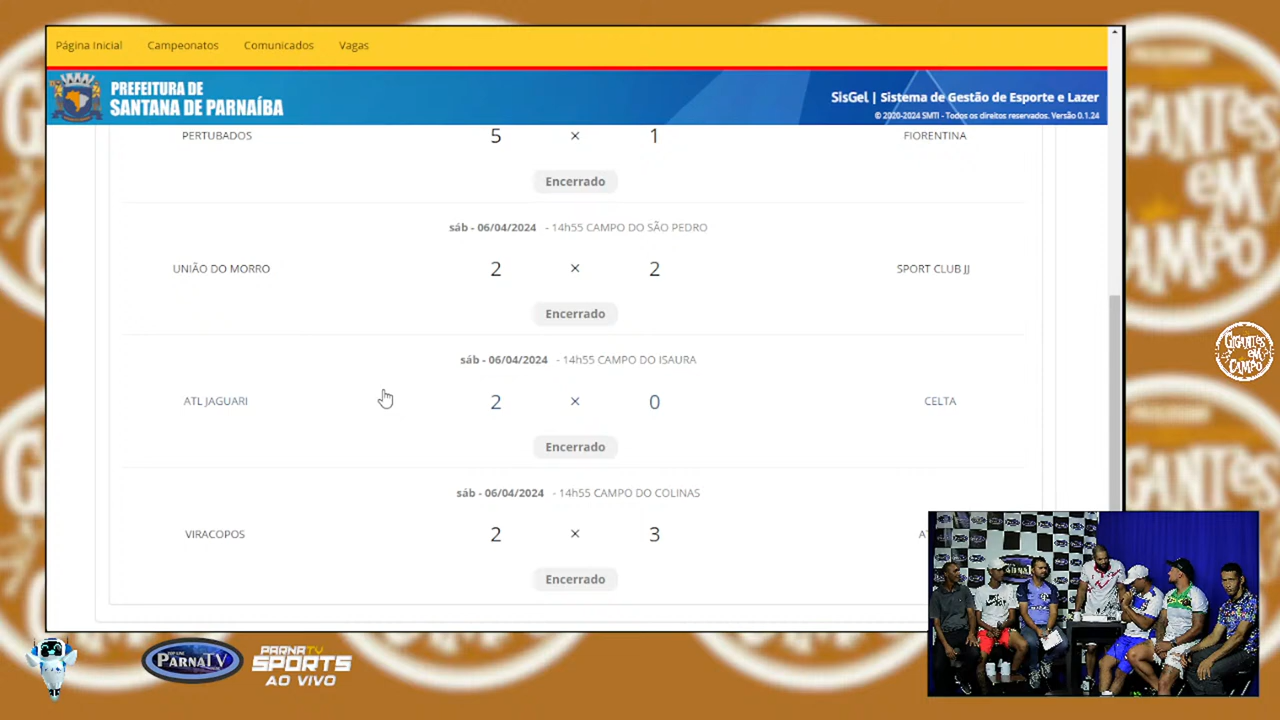 Página Inicial Campeonatos Comunicados Vagas
PREFEITURA DE
SANTANA DE PARNAÍBA
SisGel | Sistema de Gestão de Esporte e Lazer
© 2020-2024 SMTI - Todos os direitos reservados. Versão 0.1.24
PERTUBADOS 5 × 1 FIORENTINA
Encerrado
sáb - 06/04/2024 - 14h55 CAMPO DO SÃO PEDRO
UNIÃO DO MORRO 2 × 2 SPORT CLUB JJ
Encerrado
sáb - 06/04/2024 - 14h55 CAMPO DO ISAURA
ATL JAGUARI 2 × 0 CELTA
Encerrado
sáb - 06/04/2024 - 14h55 CAMPO DO COLINAS
VIRACOPOS 2 × 3
Encerrado
GIGANTES
EM
CAMPO
PARNATV
PARNATV
SPORTS
AO VIVO